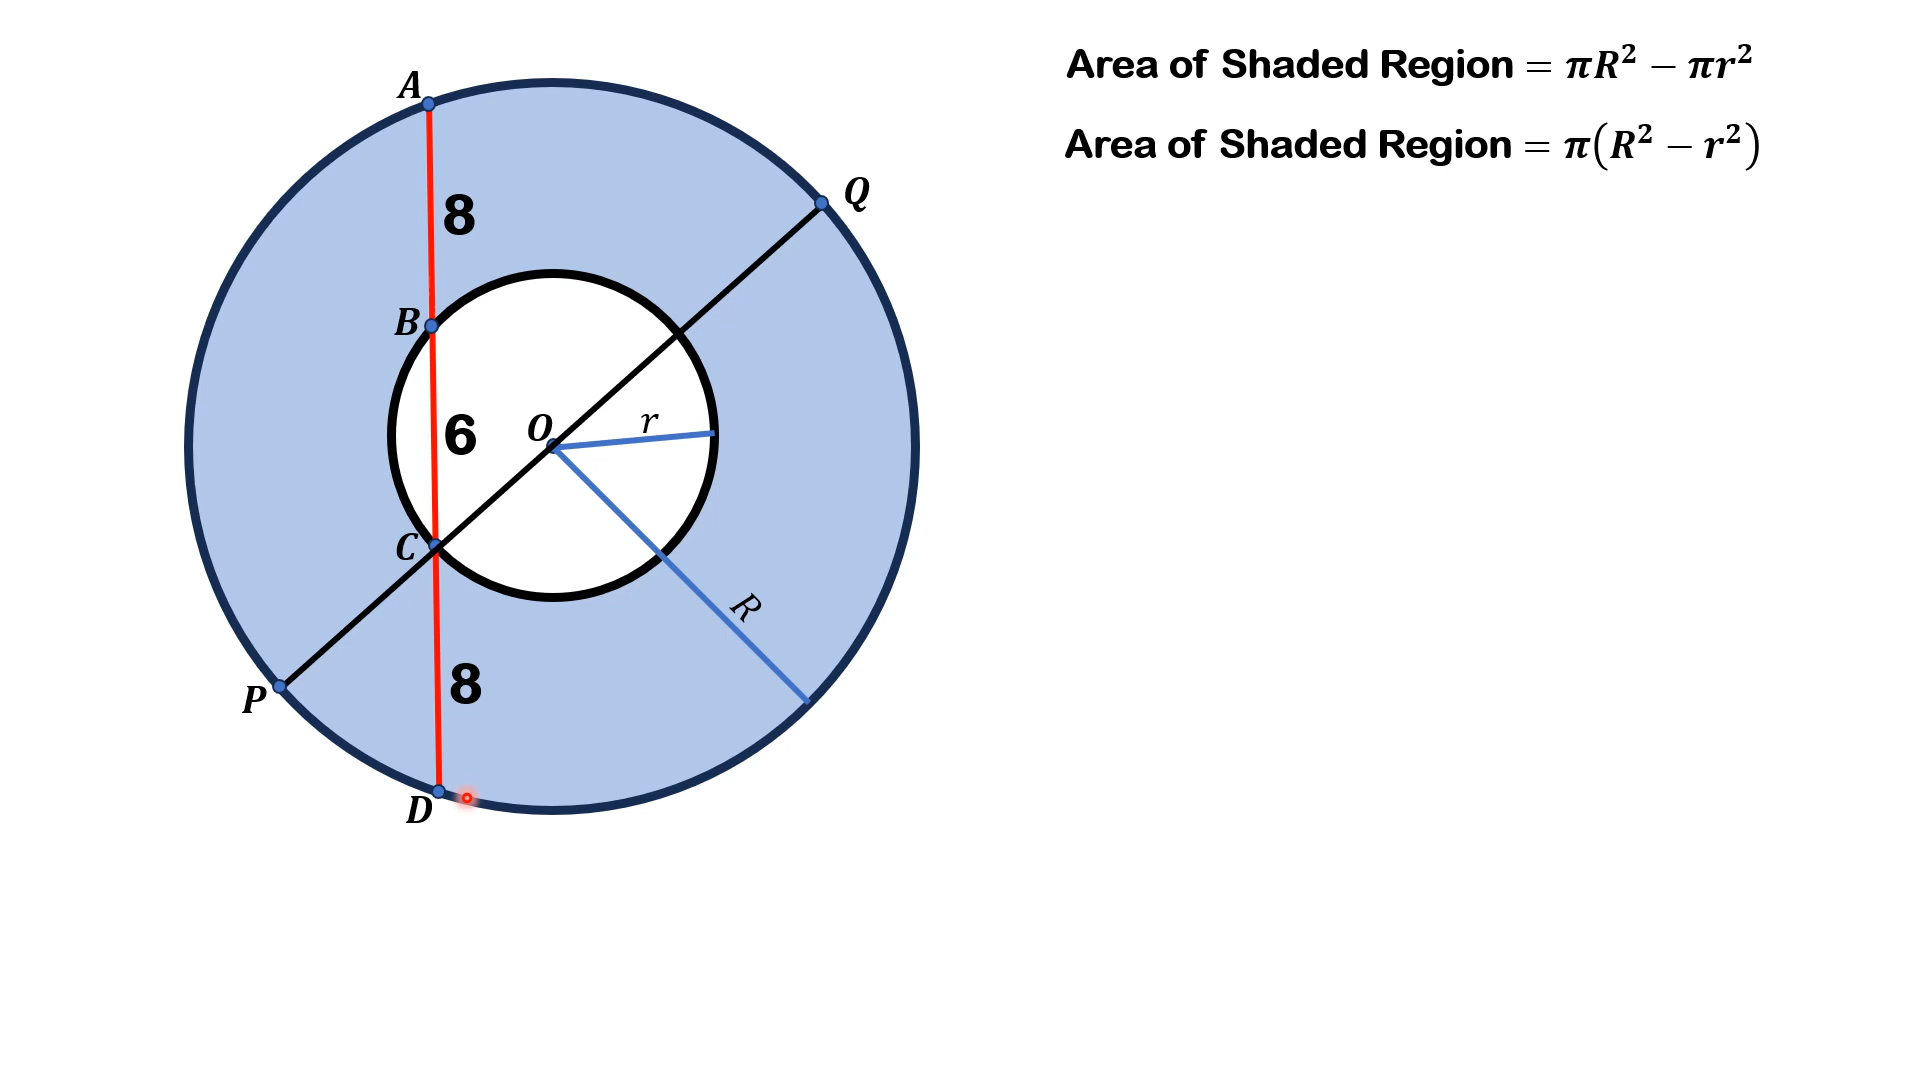 Area of Shaded Region = πR² − πr²
Area of Shaded Region = π(R² − r²)
A
Q
8
B
O
r
6
C
R
8
P
D